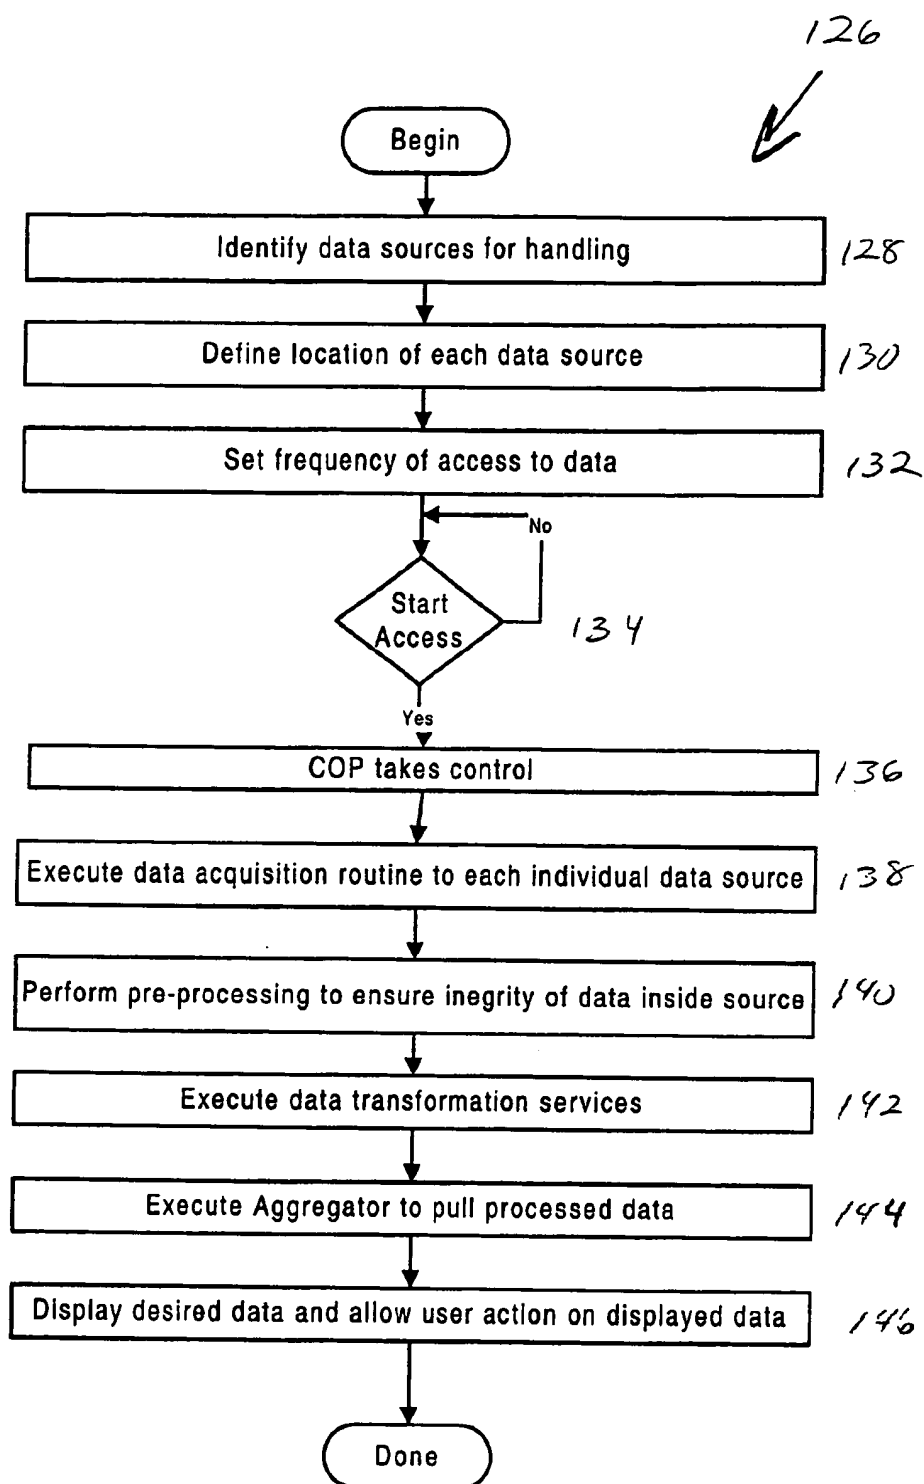 126
Begin
Identify data sources for handling 128
Define location of each data source 130
Set frequency of access to data 132
No
Start
Access 134
Yes
COP takes control 136
Execute data acquisition routine to each individual data source 138
Perform pre-processing to ensure inegrity of data inside source 140
Execute data transformation services 142
Execute Aggregator to pull processed data 144
Display desired data and allow user action on displayed data 146
Done